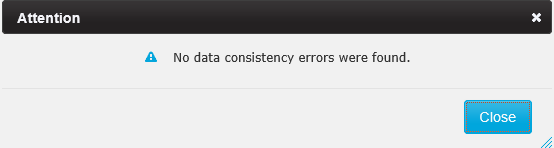 Attention
No data consistency errors were found.
Close